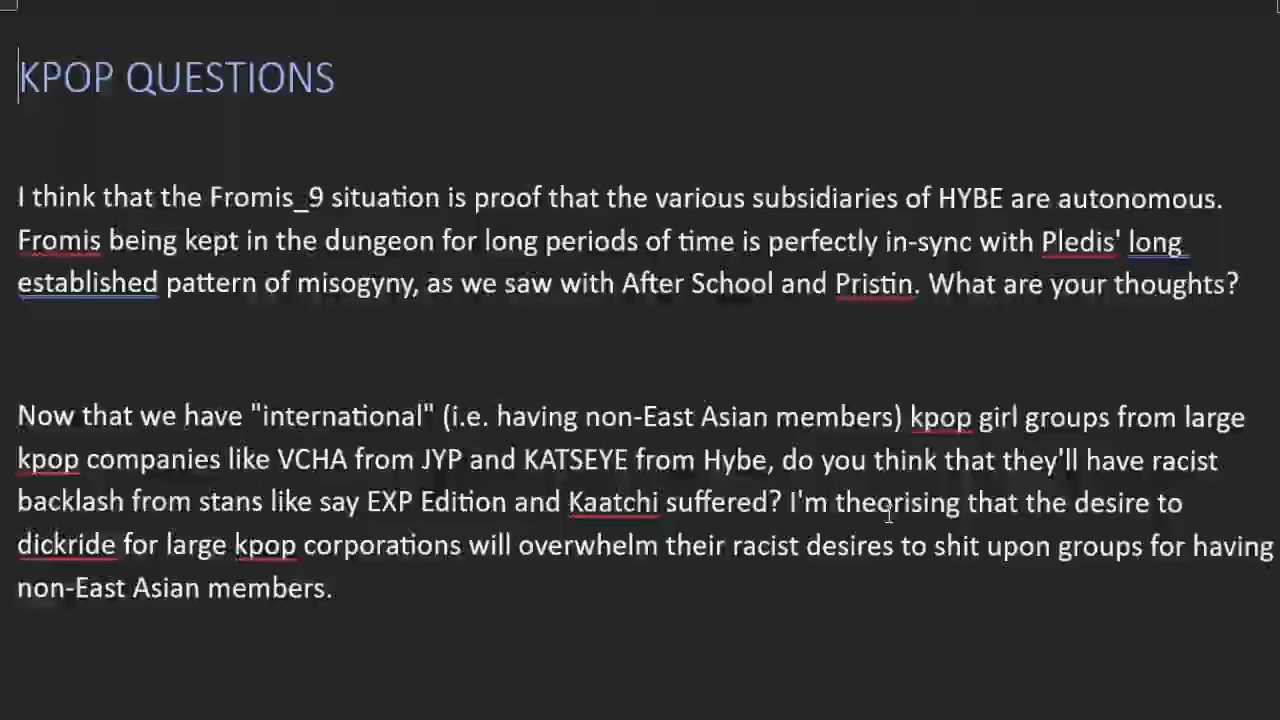 KPOP QUESTIONS
I think that the Fromis_9 situation is proof that the various subsidiaries of HYBE are autonomous.
Fromis being kept in the dungeon for long periods of time is perfectly in-sync with Pledis' long
established pattern of misogyny, as we saw with After School and Pristin. What are your thoughts?
Now that we have "international" (i.e. having non-East Asian members) kpop girl groups from large
kpop companies like VCHA from JYP and KATSEYE from Hybe, do you think that they'll have racist
backlash from stans like say EXP Edition and Kaatchi suffered? I'm theorising that the desire to
dickride for large kpop corporations will overwhelm their racist desires to shit upon groups for having
non-East Asian members.